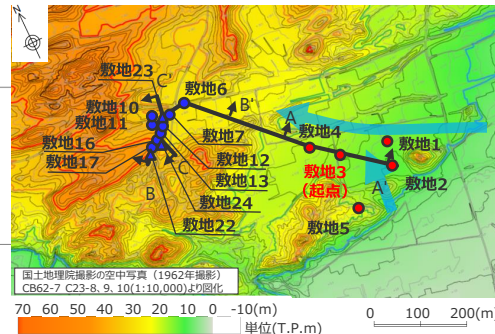 N
敷地23
C'
敷地6
敷地10
B'
敷地11
A
敷地4
敷地7
敷地1
敷地16
敷地12
敷地3
(起点)
敷地17
敷地13
A'
敷地2
B
C
敷地24
敷地5
敷地22
国土地理院撮影の空中写真（1962年撮影）
CB62-7 C23-8. 9. 10(1:10,000)より図化
70 60 50 40 30 20 10 0 -10(m)
単位(T.P.m)
0 100 200(m)